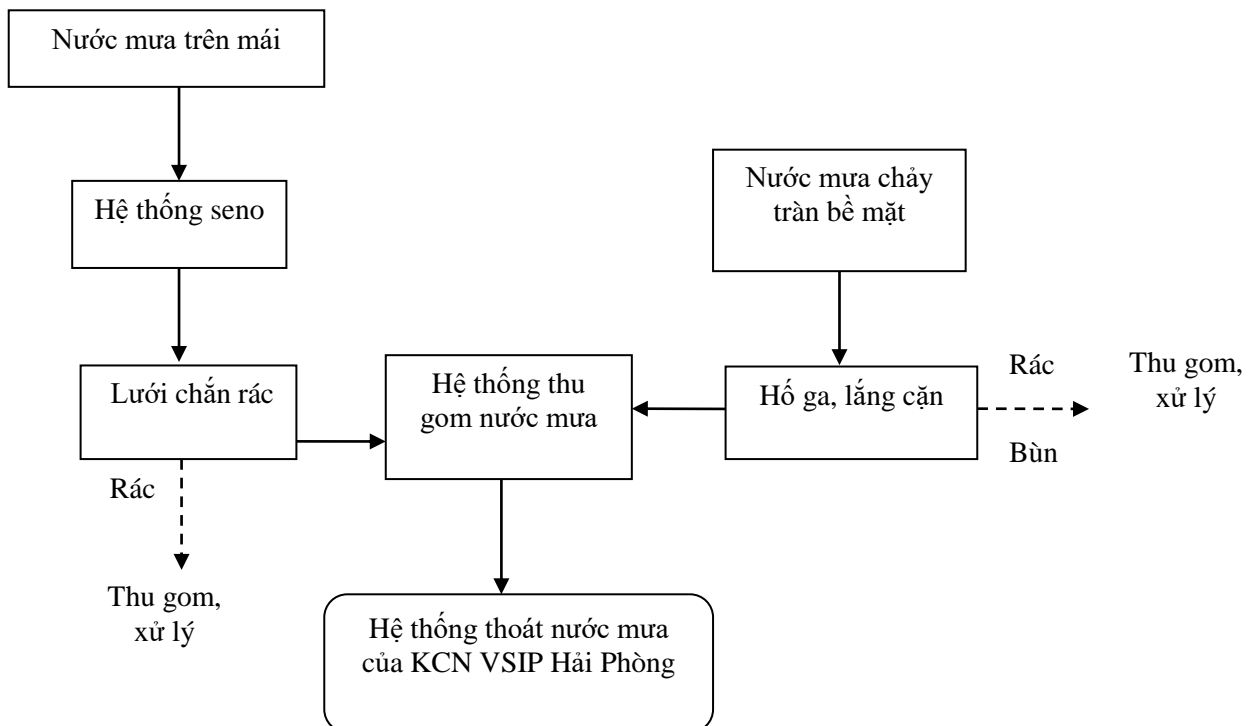 Nước mưa trên mái
Hệ thống seno
Nước mưa chảy
tràn bề mặt
Lưới chắn rác
Hệ thống thu
gom nước mưa
Hố ga, lắng cặn
Rác
Bùn
Thu gom,
xử lý
Rác
Thu gom,
xử lý
Hệ thống thoát nước mưa
của KCN VSIP Hải Phòng